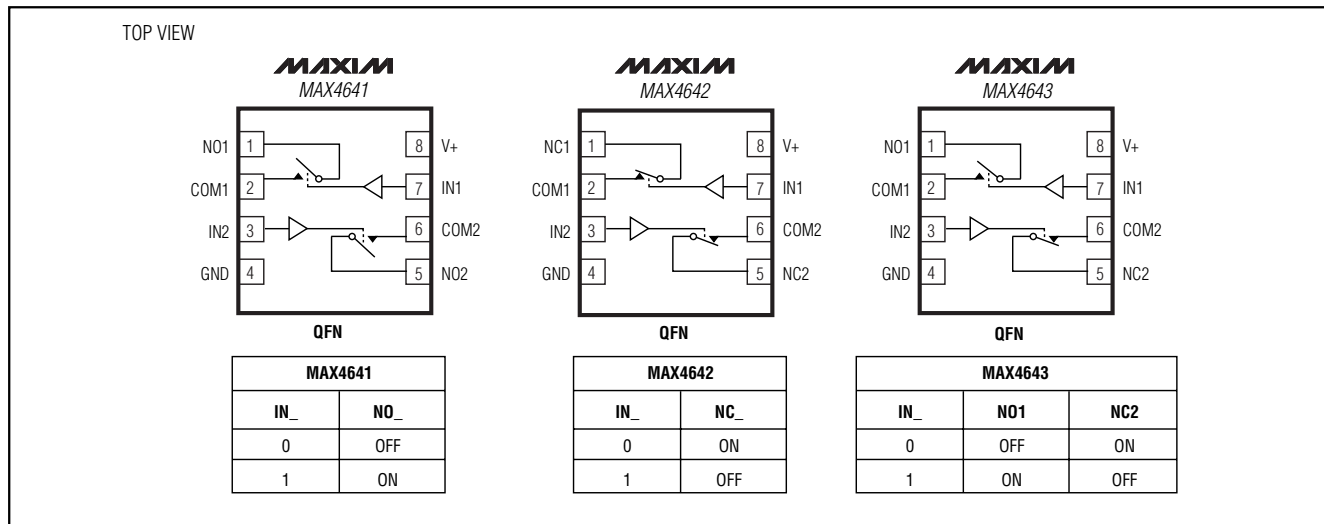 TOP VIEW
MAXIM
MAX4641
NO1 1 8 V+
COM1 2 7 IN1
IN2 3 6 COM2
GND 4 5 NO2
QFN
MAX4641
IN_ NO_
0 OFF
1 ON
MAXIM
MAX4642
NC1 1 8 V+
COM1 2 7 IN1
IN2 3 6 COM2
GND 4 5 NC2
QFN
MAX4642
IN_ NC_
0 ON
1 OFF
MAXIM
MAX4643
NO1 1 8 V+
COM1 2 7 IN1
IN2 3 6 COM2
GND 4 5 NC2
QFN
MAX4643
IN_ NO1 NC2
0 OFF ON
1 ON OFF